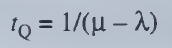 t_Q = 1/(μ – λ)